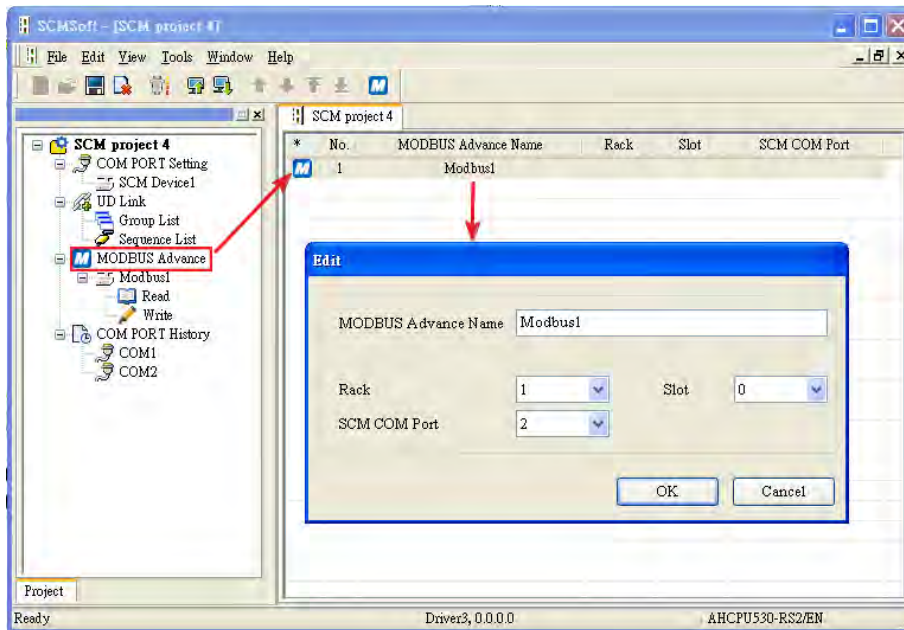 SCMSoft - [SCM project 4]
File Edit View Tools Window Help
M
SCM project 4
SCM project 4
COM PORT Setting
SCM Device1
UD Link
Group List
Sequence List
M MODBUS Advance
Modbus1
Read
Write
COM PORT History
COM1
COM2
* No. MODBUS Advance Name Rack Slot SCM COM Port
M 1 Modbus1
Edit
MODBUS Advance Name Modbus1
Rack 1 Slot 0
SCM COM Port 2
OK Cancel
Project
Ready Driver3, 0.0.0.0 AHCPU530-RS2/EN